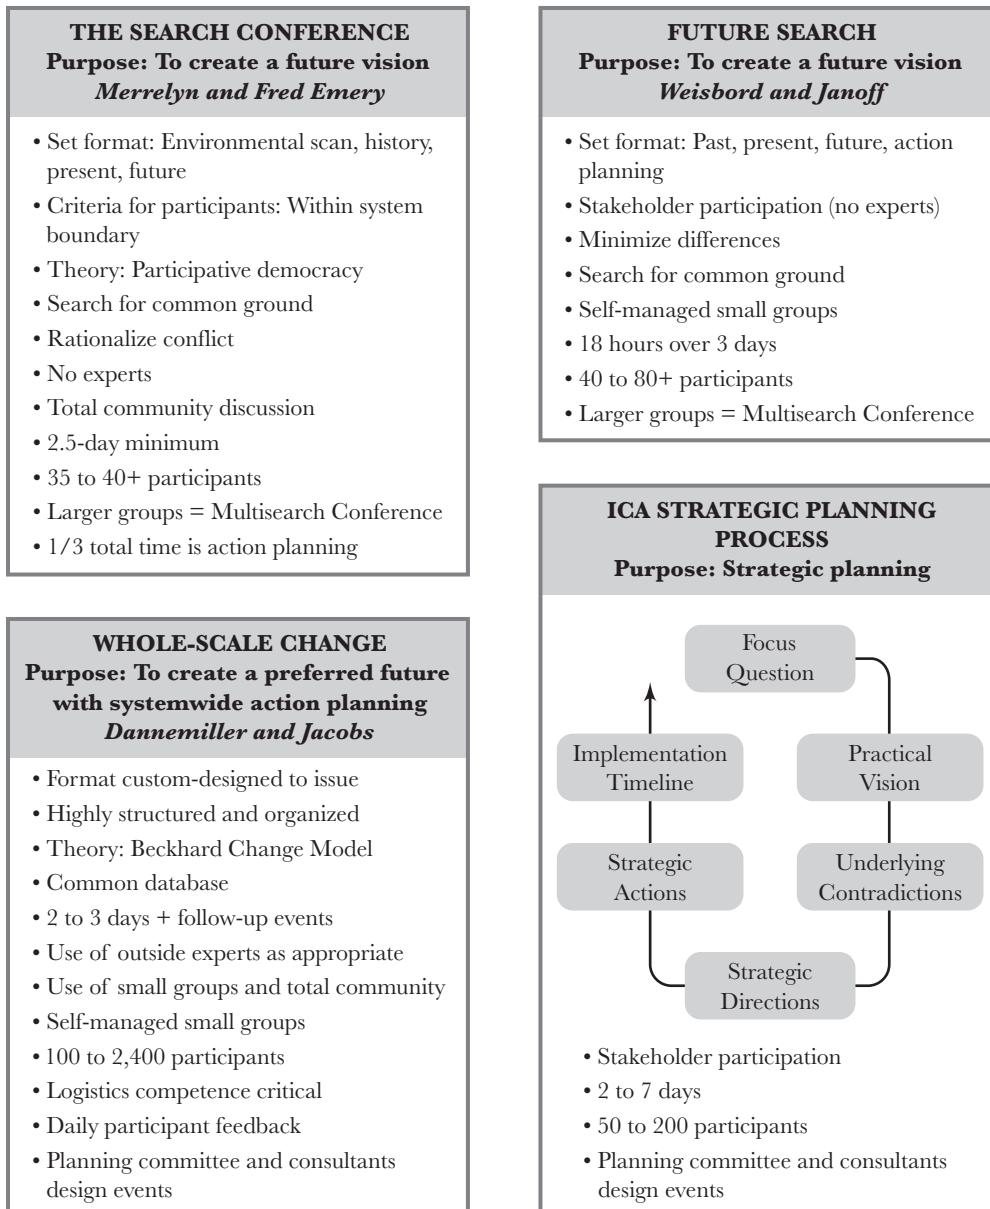 THE SEARCH CONFERENCE
Purpose: To create a future vision
Merrelyn and Fred Emery
• Set format: Environmental scan, history,
present, future
• Criteria for participants: Within system
boundary
• Theory: Participative democracy
• Search for common ground
• Rationalize conflict
• No experts
• Total community discussion
• 2.5-day minimum
• 35 to 40+ participants
• Larger groups = Multisearch Conference
• 1/3 total time is action planning
WHOLE-SCALE CHANGE
Purpose: To create a preferred future
with systemwide action planning
Dannemiller and Jacobs
• Format custom-designed to issue
• Highly structured and organized
• Theory: Beckhard Change Model
• Common database
• 2 to 3 days + follow-up events
• Use of outside experts as appropriate
• Use of small groups and total community
• Self-managed small groups
• 100 to 2,400 participants
• Logistics competence critical
• Daily participant feedback
• Planning committee and consultants
design events
FUTURE SEARCH
Purpose: To create a future vision
Weisbord and Janoff
• Set format: Past, present, future, action
planning
• Stakeholder participation (no experts)
• Minimize differences
• Search for common ground
• Self-managed small groups
• 18 hours over 3 days
• 40 to 80+ participants
• Larger groups = Multisearch Conference
ICA STRATEGIC PLANNING
PROCESS
Purpose: Strategic planning
Focus
Question
Practical
Vision
Underlying
Contradictions
Strategic
Directions
Strategic
Actions
Implementation
Timeline
• Stakeholder participation
• 2 to 7 days
• 50 to 200 participants
• Planning committee and consultants
design events